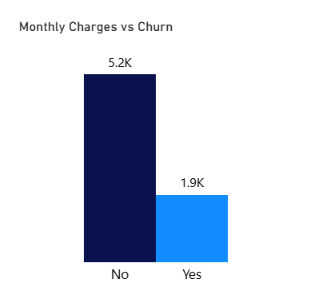 Monthly Charges vs Churn
5.2K
1.9K
No Yes